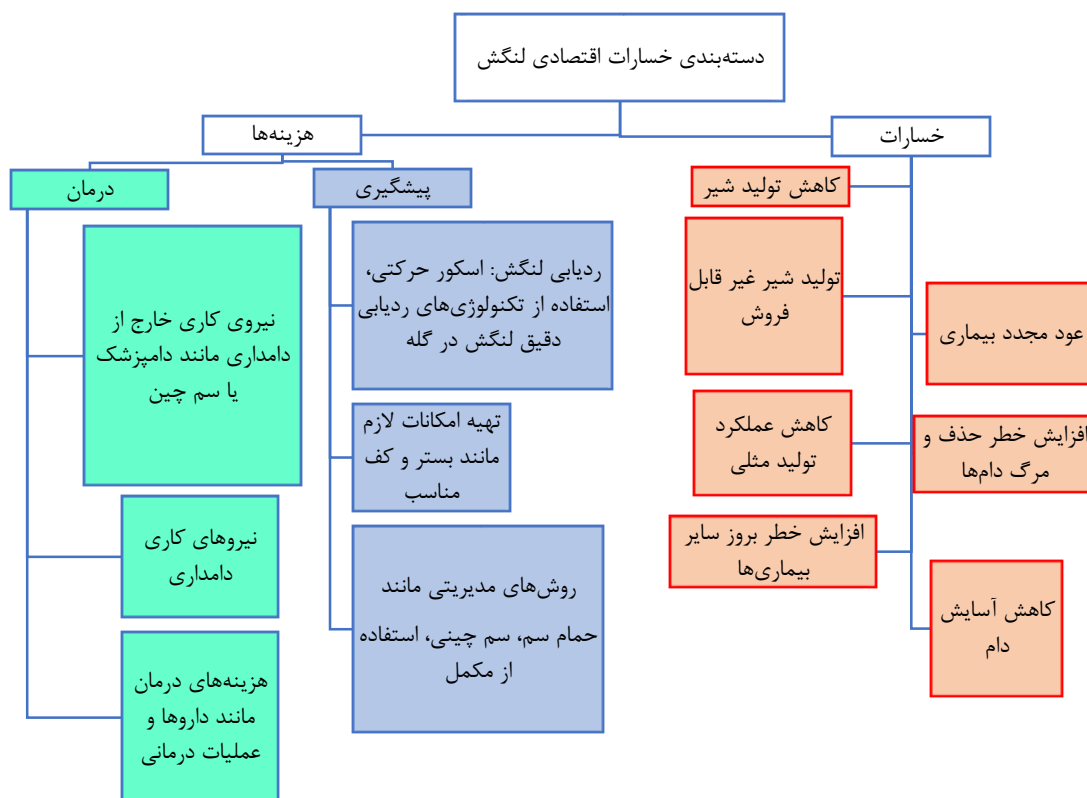 دسته‌بندی خسارات اقتصادی لنگش
خسارات
هزینه‌ها
کاهش تولید شیر
تولید شیر غیر قابل
فروش
عود مجدد بیماری
کاهش عملکرد
تولید مثلی
افزایش خطر حذف و
مرگ دام‌ها
افزایش خطر بروز سایر
بیماری‌ها
کاهش آسایش
دام
پیشگیری
ردیابی لنگش: اسکور حرکتی،
استفاده از تکنولوژی‌های ردیابی
دقیق لنگش در گله
تهیه امکانات لازم
مانند بستر و کف
مناسب
روش‌های مدیریتی مانند
حمام سم، سم چینی، استفاده
از مکمل
درمان
نیروی کاری خارج از
دامداری مانند دامپزشک
یا سم چین
نیروهای کاری
دامداری
هزینه‌های درمان
مانند داروها و
عملیات درمانی